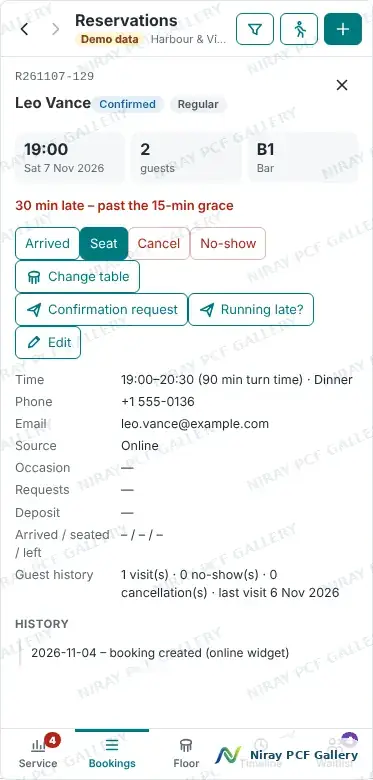 Reservations
Demo data Harbour & Vi...
R261107-129
Leo Vance Confirmed Regular
19:00
Sat 7 Nov 2026
2
guests
B1
Bar
30 min late – past the 15-min grace
Arrived Seat Cancel No-show
Change table
Confirmation request Running late?
Edit
Time 19:00–20:30 (90 min turn time) · Dinner
Phone +1 555-0136
Email leo.vance@example.com
Source Online
Occasion —
Requests —
Deposit —
Arrived / seated / left – / – / –
Guest history 1 visit(s) · 0 no-show(s) · 0
cancellation(s) · last visit 6 Nov 2026
HISTORY
2026-11-04 – booking created (online widget)
4
Service Bookings Floor Timeline Waitlist
Niray PCF Gallery
NIRAY PCF GALLERY